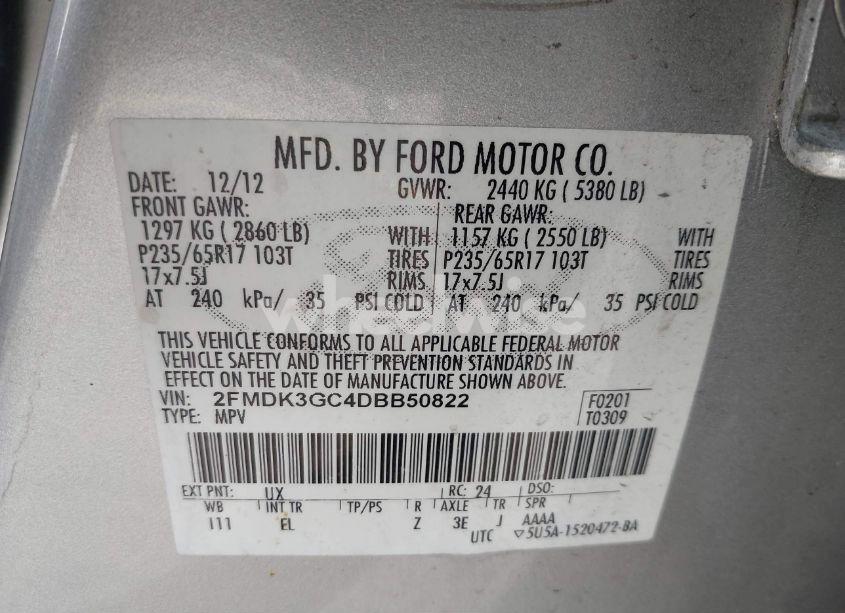 MFD. BY FORD MOTOR CO.
DATE: 12/12 GVWR: 2440 KG ( 5380 LB)
FRONT GAWR: REAR GAWR:
1297 KG ( 2860 LB) WITH 1157 KG ( 2550 LB) WITH
P235/65R17 103T TIRES P235/65R17 103T TIRES
17x7.5J RIMS 17x7.5J RIMS
AT 240 kPa/ 35 PSI COLD AT 240 kPa/ 35 PSI COLD
wheelwise
THIS VEHICLE CONFORMS TO ALL APPLICABLE FEDERAL MOTOR
VEHICLE SAFETY AND THEFT PREVENTION STANDARDS IN
EFFECT ON THE DATE OF MANUFACTURE SHOWN ABOVE.
VIN: 2FMDK3GC4DBB50822 F0201
TYPE: MPV T0309
EXT PNT: UX RC: 24 DSO:
WB INT TR TP/PS R AXLE TR SPR
111 EL Z 3E J AAAA
UTC ▽5U5A-1520472-BA